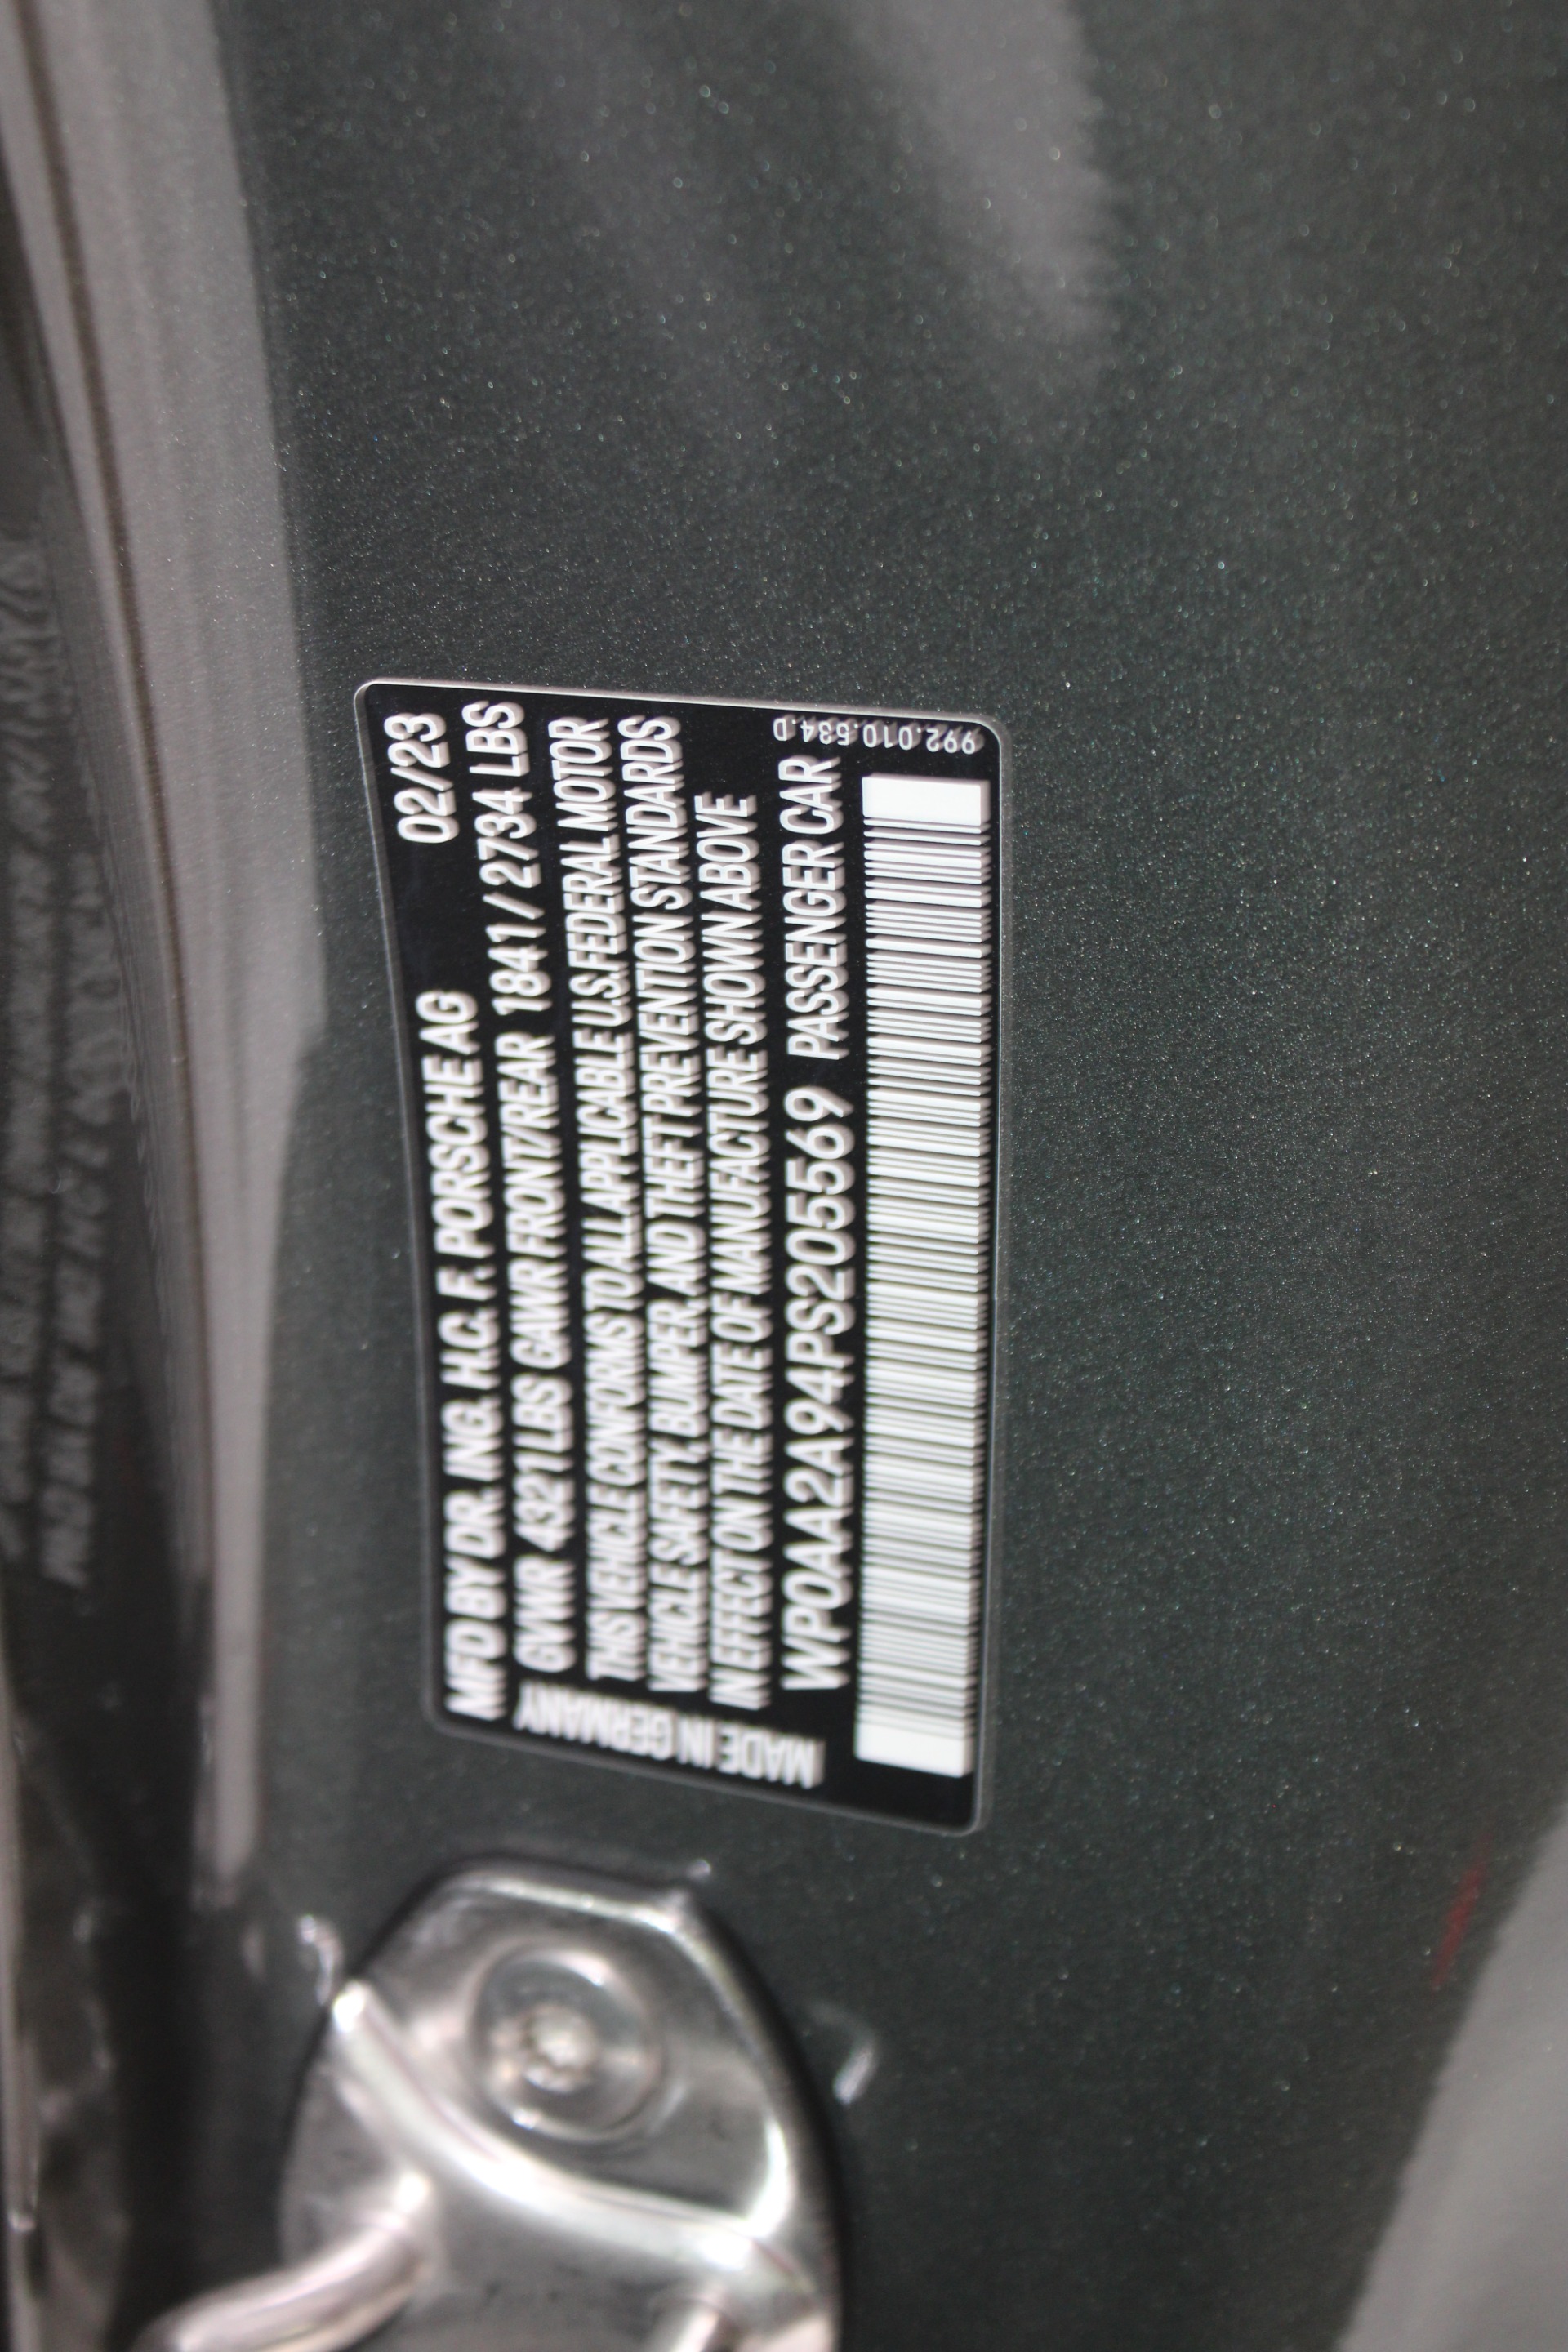 MFD BY DR. ING. H.C. F. PORSCHE AG 02/23
GVWR 4321 LBS GAWR FRONT/REAR 1841 / 2734 LBS
THIS VEHICLE CONFORMS TO ALL APPLICABLE U.S. FEDERAL MOTOR
VEHICLE SAFETY, BUMPER, AND THEFT PREVENTION STANDARDS
IN EFFECT ON THE DATE OF MANUFACTURE SHOWN ABOVE
WP0AA2A94PS205569 PASSENGER CAR
MADE IN GERMANY
992.010.534.D